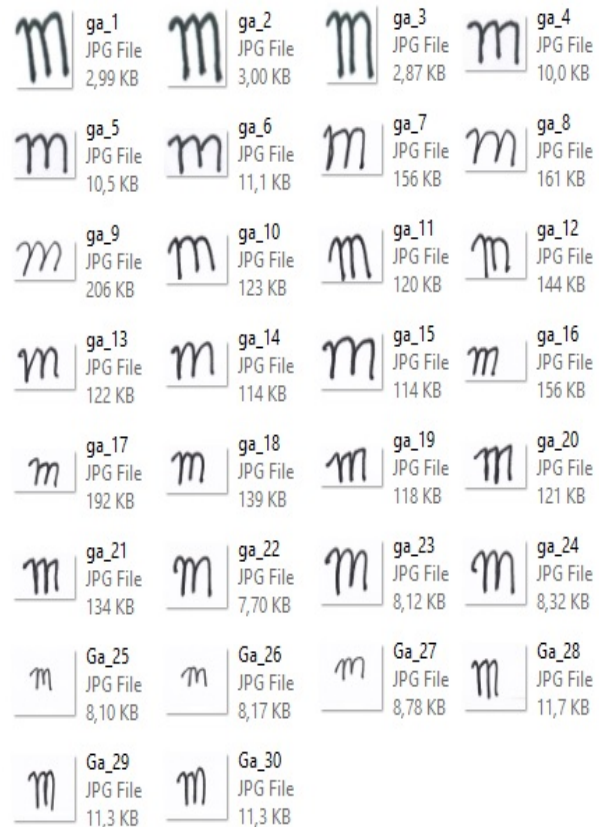 ga_1 ga_2 ga_3 ga_4
JPG File JPG File JPG File JPG File
2,99 KB 3,00 KB 2,87 KB 10,0 KB
ga_5 ga_6 ga_7 ga_8
JPG File JPG File JPG File JPG File
10,5 KB 11,1 KB 156 KB 161 KB
ga_9 ga_10 ga_11 ga_12
JPG File JPG File JPG File JPG File
206 KB 123 KB 120 KB 144 KB
ga_13 ga_14 ga_15 ga_16
JPG File JPG File JPG File JPG File
122 KB 114 KB 114 KB 156 KB
ga_17 ga_18 ga_19 ga_20
JPG File JPG File JPG File JPG File
192 KB 139 KB 118 KB 121 KB
ga_21 ga_22 ga_23 ga_24
JPG File JPG File JPG File JPG File
134 KB 7,70 KB 8,12 KB 8,32 KB
Ga_25 Ga_26 Ga_27 Ga_28
JPG File JPG File JPG File JPG File
8,10 KB 8,17 KB 8,78 KB 11,7 KB
Ga_29 Ga_30
JPG File JPG File
11,3 KB 11,3 KB